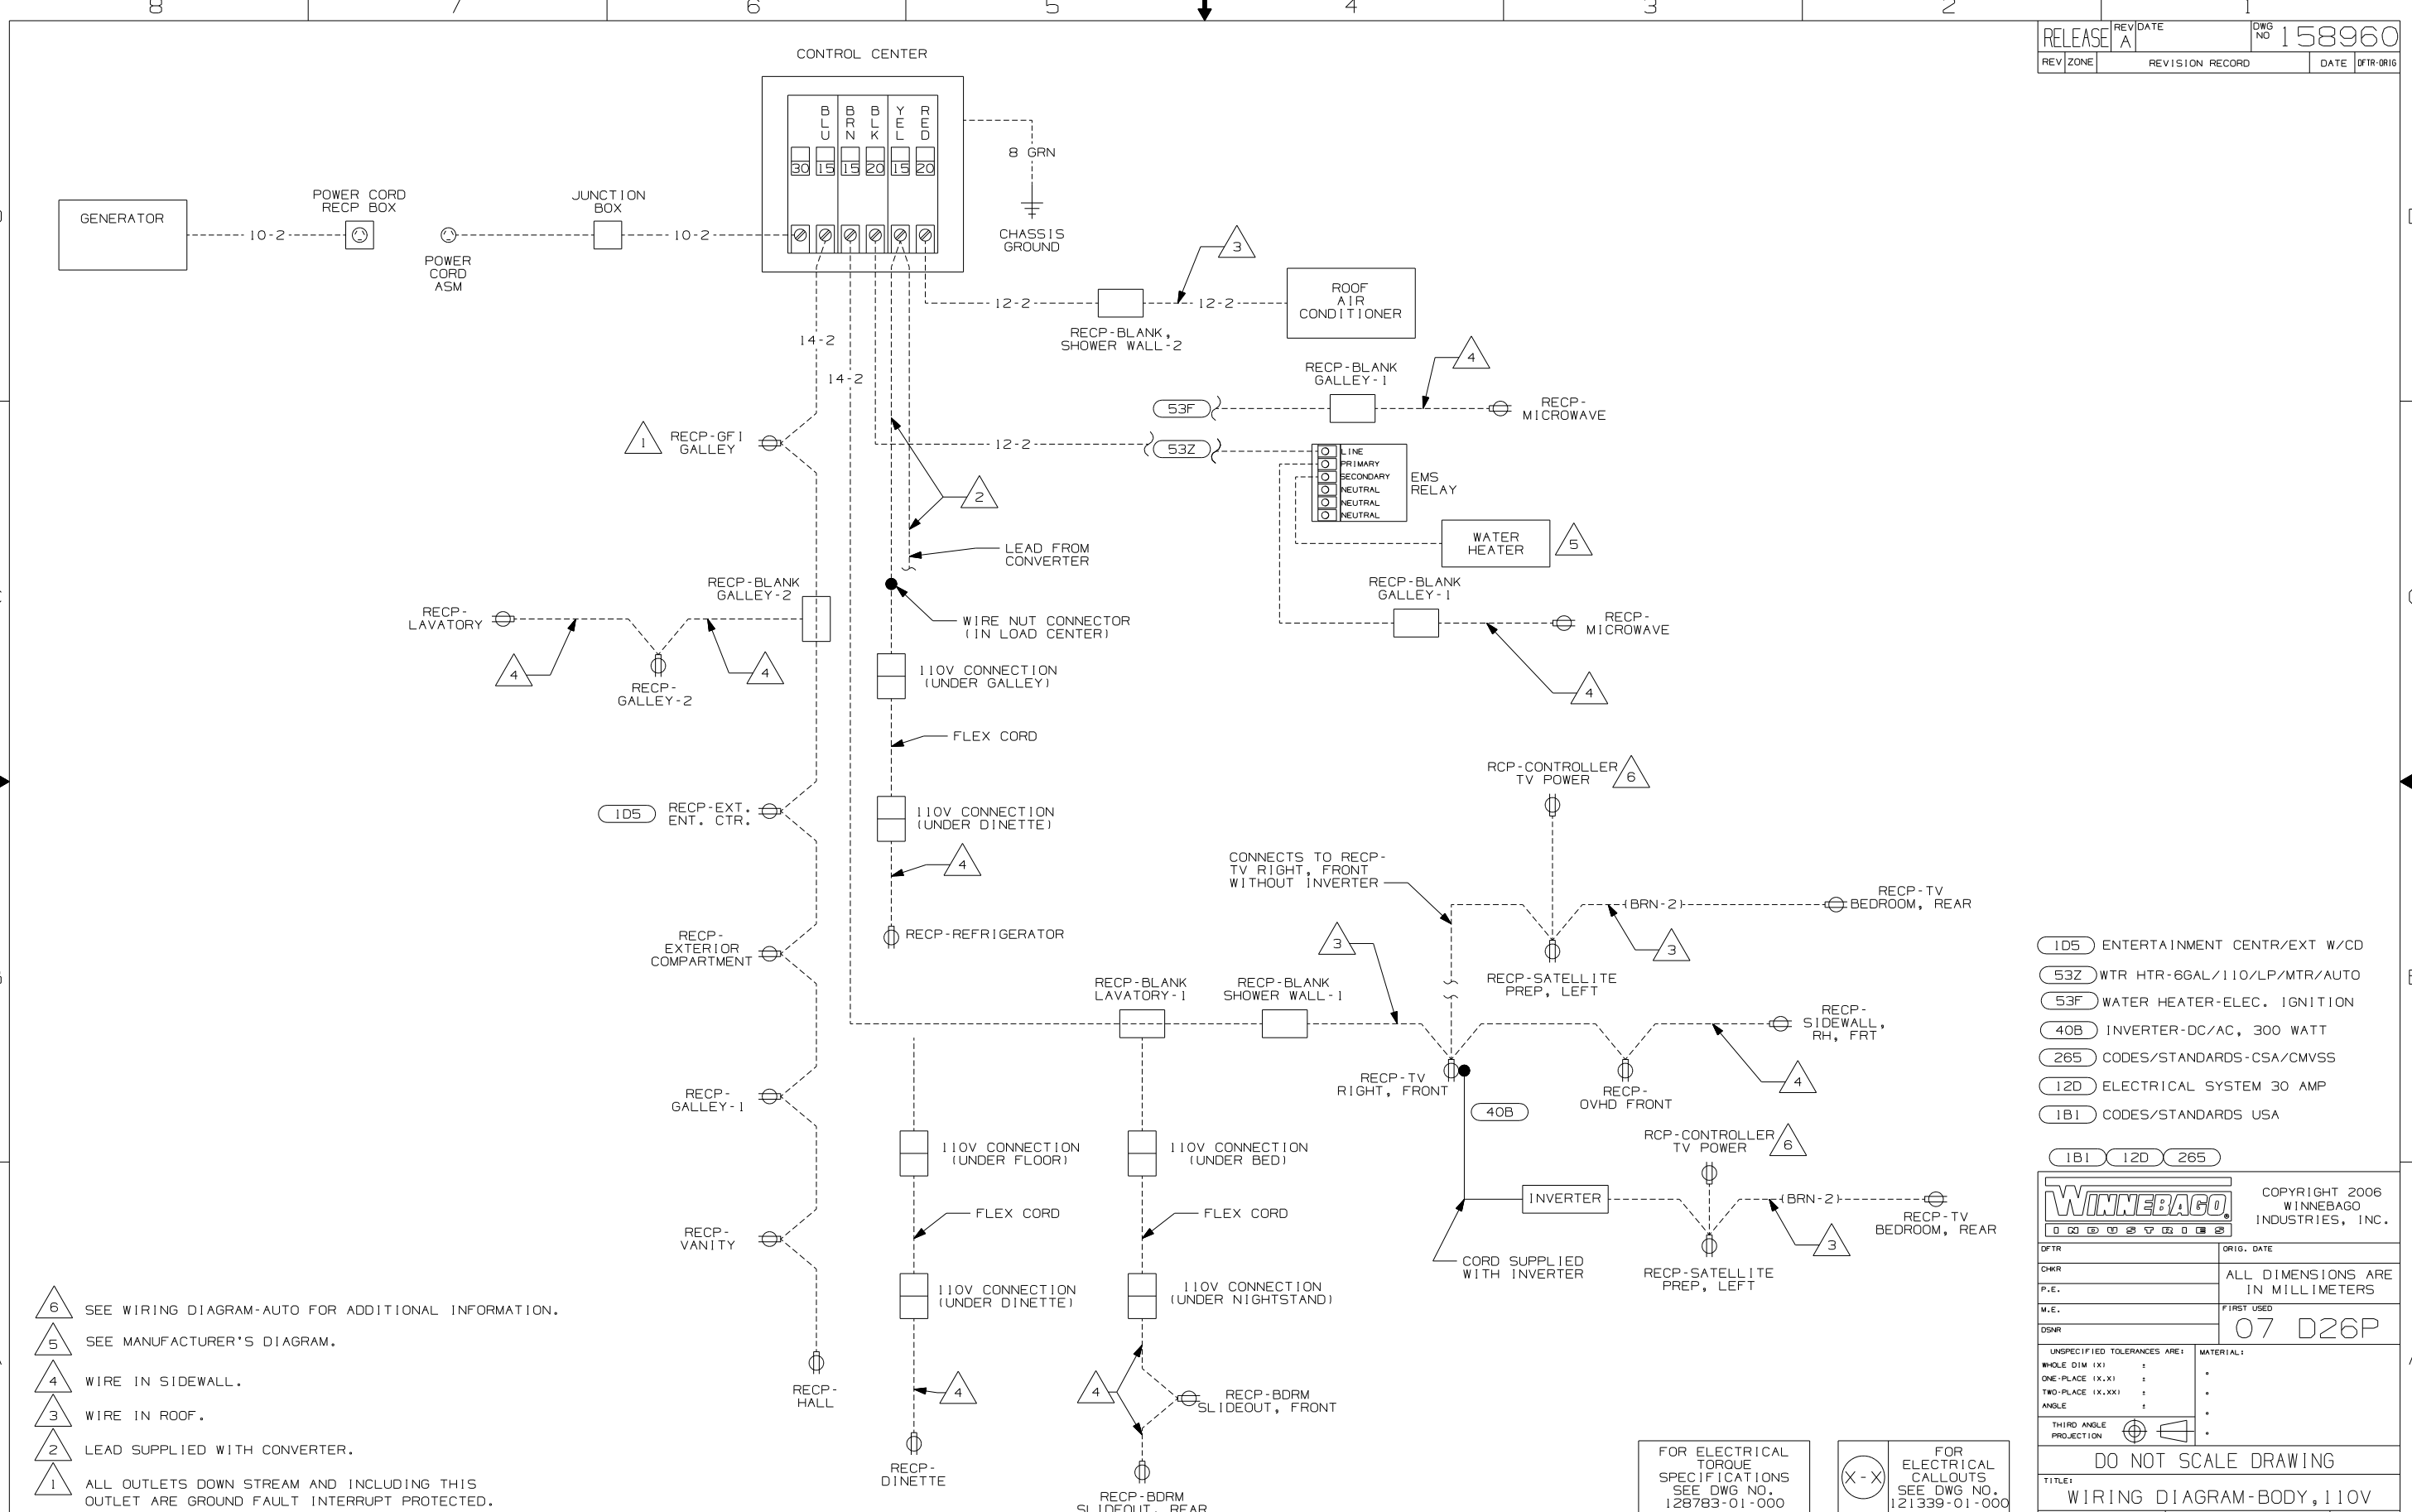 8 7 6 5 4 3 2 1
RELEASE
REV
A
DATE
DWG
NO
158960
REV ZONE REVISION RECORD DATE DFTR-ORIG
CONTROL CENTER
BLU BRN BLK YEL RED
30 15 15 20 15 20
8 GRN
CHASSIS
GROUND
GENERATOR
10-2
POWER CORD
RECP BOX
POWER
CORD
ASM
JUNCTION
BOX
10-2
3
12-2
RECP-BLANK,
SHOWER WALL-2
12-2
ROOF
AIR
CONDITIONER
14-2
14-2
RECP-BLANK
GALLEY-1
4
53F
RECP-
MICROWAVE
1
RECP-GFI
GALLEY
12-2
53Z
LINE
PRIMARY
SECONDARY
NEUTRAL
NEUTRAL
NEUTRAL
EMS
RELAY
2
WATER
HEATER
5
LEAD FROM
CONVERTER
RECP-BLANK
GALLEY-2
RECP-BLANK
GALLEY-1
RECP-
LAVATORY
WIRE NUT CONNECTOR
(IN LOAD CENTER)
RECP-
MICROWAVE
4
4
RECP-
GALLEY-2
110V CONNECTION
(UNDER GALLEY)
4
FLEX CORD
RCP-CONTROLLER
TV POWER
6
1D5
RECP-EXT.
ENT. CTR.
110V CONNECTION
(UNDER DINETTE)
4
CONNECTS TO RECP-
TV RIGHT, FRONT
WITHOUT INVERTER
(BRN-2)
RECP-TV
BEDROOM, REAR
RECP-REFRIGERATOR
RECP-
EXTERIOR
COMPARTMENT
3
3
RECP-SATELLITE
PREP, LEFT
RECP-BLANK
LAVATORY-1
RECP-BLANK
SHOWER WALL-1
RECP-
SIDEWALL,
RH, FRT
RECP-TV
RIGHT, FRONT
RECP-
OVHD FRONT
4
RECP-
GALLEY-1
40B
1D5 ENTERTAINMENT CENTR/EXT W/CD
53Z WTR HTR-6GAL/110/LP/MTR/AUTO
53F WATER HEATER-ELEC. IGNITION
40B INVERTER-DC/AC, 300 WATT
265 CODES/STANDARDS-CSA/CMVSS
12D ELECTRICAL SYSTEM 30 AMP
1B1 CODES/STANDARDS USA
1B1 12D 265
110V CONNECTION
(UNDER FLOOR)
110V CONNECTION
(UNDER BED)
RCP-CONTROLLER
TV POWER
6
INVERTER
(BRN-2)
RECP-TV
BEDROOM, REAR
FLEX CORD
FLEX CORD
RECP-
VANITY
3
CORD SUPPLIED
WITH INVERTER
RECP-SATELLITE
PREP, LEFT
110V CONNECTION
(UNDER DINETTE)
110V CONNECTION
(UNDER NIGHTSTAND)
RECP-
HALL
4
4
RECP-BDRM
SLIDEOUT, FRONT
RECP-
DINETTE
RECP-BDRM
SLIDEOUT, REAR
6 SEE WIRING DIAGRAM-AUTO FOR ADDITIONAL INFORMATION.
5 SEE MANUFACTURER'S DIAGRAM.
4 WIRE IN SIDEWALL.
3 WIRE IN ROOF.
2 LEAD SUPPLIED WITH CONVERTER.
1 ALL OUTLETS DOWN STREAM AND INCLUDING THIS
OUTLET ARE GROUND FAULT INTERRUPT PROTECTED.
FOR ELECTRICAL
TORQUE
SPECIFICATIONS
SEE DWG NO.
128783-01-000
X-X
FOR
ELECTRICAL
CALLOUTS
SEE DWG NO.
121339-01-000
WINNEBAGO
INDUSTRIES
COPYRIGHT 2006
WINNEBAGO
INDUSTRIES, INC.
DFTR
ORIG. DATE
CHKR
ALL DIMENSIONS ARE
IN MILLIMETERS
P.E.
M.E.
FIRST USED
07 D26P
DSNR
UNSPECIFIED TOLERANCES ARE:
MATERIAL:
WHOLE DIM (X) ±
ONE-PLACE (X.X) ±
TWO-PLACE (X.XX) ±
ANGLE ±
THIRD ANGLE
PROJECTION
DO NOT SCALE DRAWING
TITLE:
WIRING DIAGRAM-BODY,110V